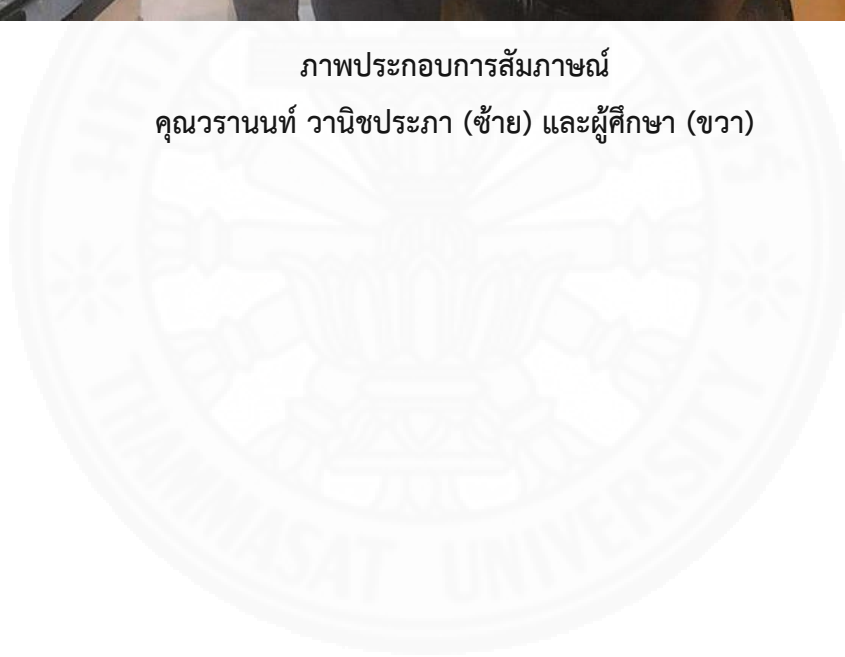 ภาพประกอบการสัมภาษณ์
คุณวรานนท์ วานิชประภา (ซ้าย) และผู้ศึกษา (ขวา)
THAMMASAT UNIVERSITY